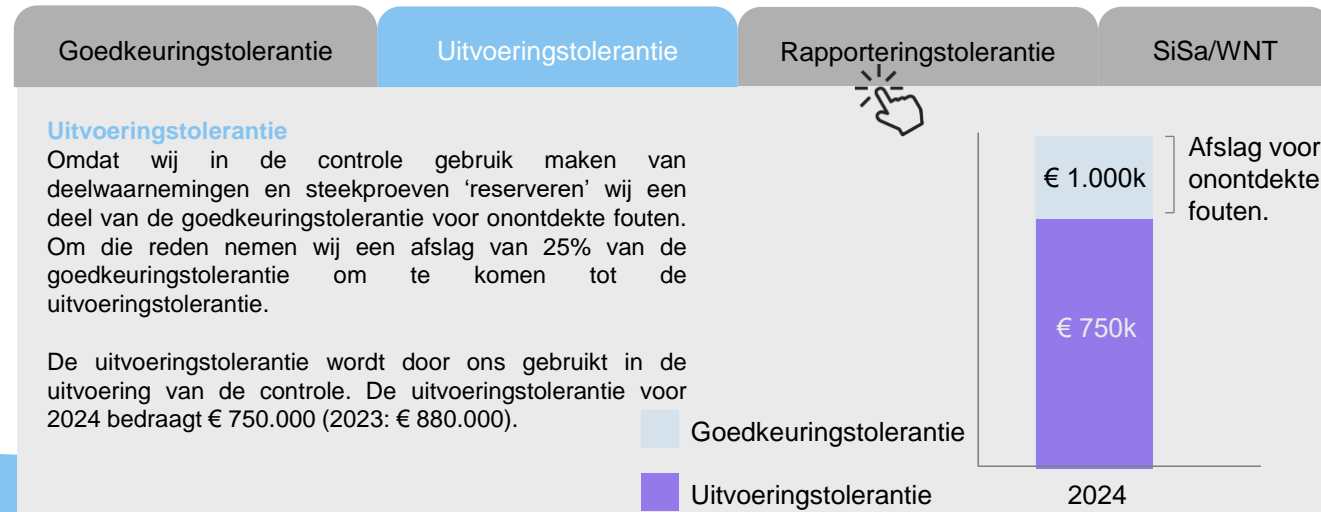 Goedkeuringstolerantie
Uitvoeringstolerantie
Rapporteringstolerantie
SiSa/WNT
Uitvoeringstolerantie
Omdat wij in de controle gebruik maken van
deelwaarnemingen en steekproeven ‘reserveren’ wij een
deel van de goedkeuringstolerantie voor onontdekte fouten.
Om die reden nemen wij een afslag van 25% van de
goedkeuringstolerantie om te komen tot de
uitvoeringstolerantie.
De uitvoeringstolerantie wordt door ons gebruikt in de
uitvoering van de controle. De uitvoeringstolerantie voor
2024 bedraagt € 750.000 (2023: € 880.000).
€ 1.000k
Afslag voor
onontdekte
fouten.
€ 750k
Goedkeuringstolerantie
Uitvoeringstolerantie
2024